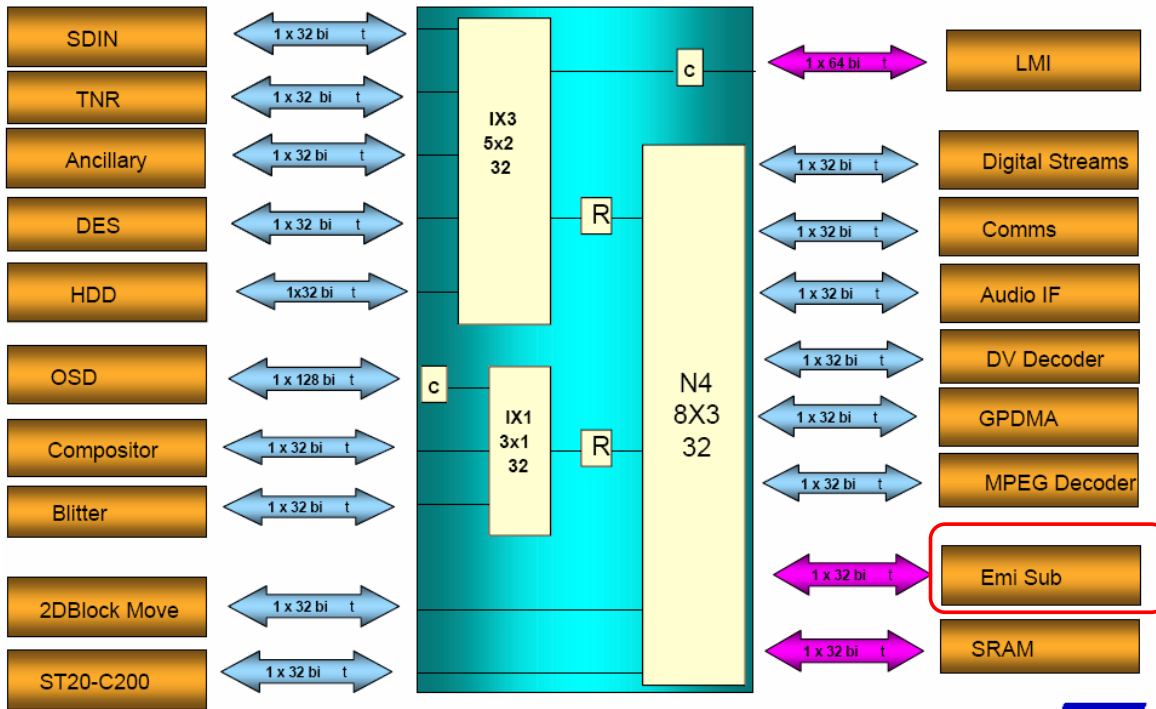 SDIN
1 x 32 bi t
TNR
1 x 32 bi t
Ancillary
1 x 32 bi t
DES
1 x 32 bi t
HDD
1x32 bi t
OSD
1 x 128 bi t
Compositor
1 x 32 bi t
Blitter
1 x 32 bi t
2DBlock Move
1 x 32 bi t
ST20-C200
1 x 32 bi t
IX3
5x2
32
C
R
C
IX1
3x1
32
R
N4
8X3
32
1 x 64 bi t
LMI
1 x 32 bi t
Digital Streams
1 x 32 bi t
Comms
1 x 32 bi t
Audio IF
1 x 32 bi t
DV Decoder
1 x 32 bi t
GPDMA
1 x 32 bi t
MPEG Decoder
1 x 32 bi t
Emi Sub
1 x 32 bi t
SRAM